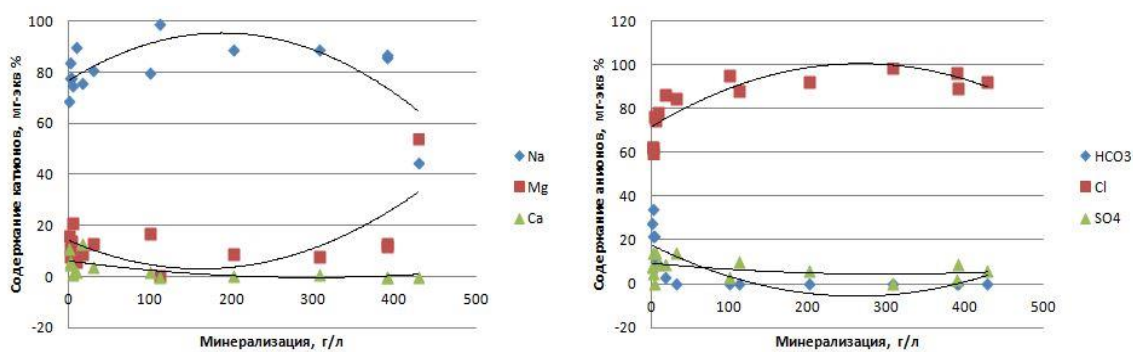 Содержание катионов, мг-экв %
100
80
60
40
20
0
-20
0
100
200
300
400
500
Минерализация, г/л
Na
Mg
Ca
Содержание анионов, мг-экв %
120
100
80
60
40
20
0
-20
0
100
200
300
400
500
Минерализация, г/л
HCO3
Cl
SO4